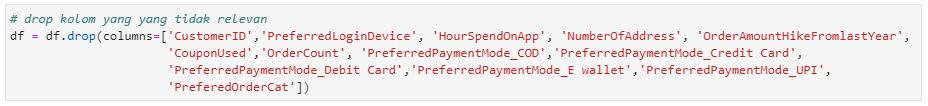 # drop kolom yang yang tidak relevan
df = df.drop(columns=['CustomerID','PreferredLoginDevice', 'HourSpendOnApp', 'NumberOfAddress', 'OrderAmountHikeFromlastYear',
'CouponUsed','OrderCount', 'PreferredPaymentMode_COD','PreferredPaymentMode_Credit Card',
'PreferredPaymentMode_Debit Card','PreferredPaymentMode_E wallet','PreferredPaymentMode_UPI',
'PreferedOrderCat'])